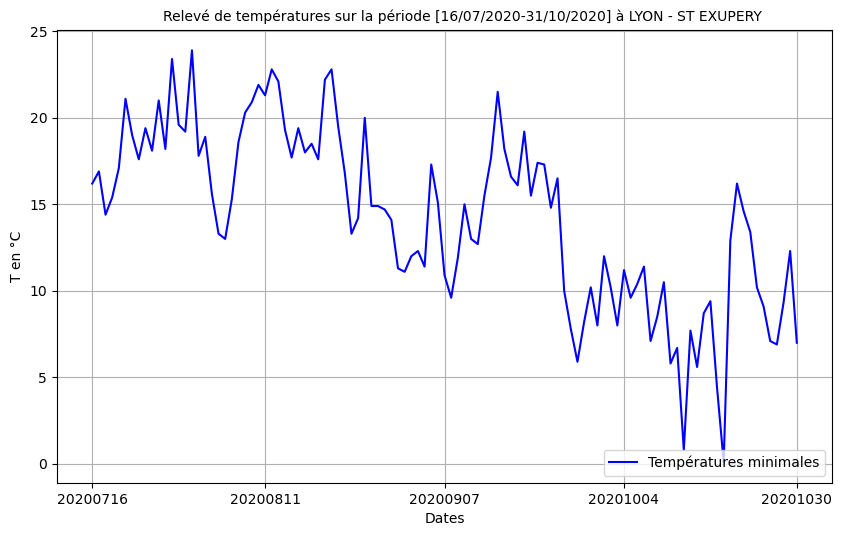 Relevé de températures sur la période [16/07/2020-31/10/2020] à LYON - ST EXUPERY
25
20
15
10
5
0
T en °C
Températures minimales
20200716 20200811 20200907 20201004 20201030
Dates